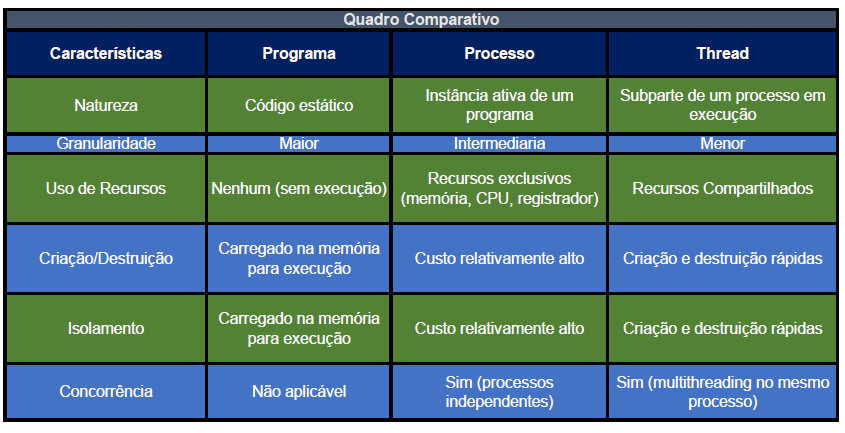 Quadro Comparativo
Características Programa Processo Thread
Natureza Código estático Instância ativa de um programa Subparte de um processo em execução
Granularidade Maior Intermediaria Menor
Uso de Recursos Nenhum (sem execução) Recursos exclusivos (memória, CPU, registrador) Recursos Compartilhados
Criação/Destruição Carregado na memória para execução Custo relativamente alto Criação e destruição rápidas
Isolamento Carregado na memória para execução Custo relativamente alto Criação e destruição rápidas
Concorrência Não aplicável Sim (processos independentes) Sim (multithreading no mesmo processo)